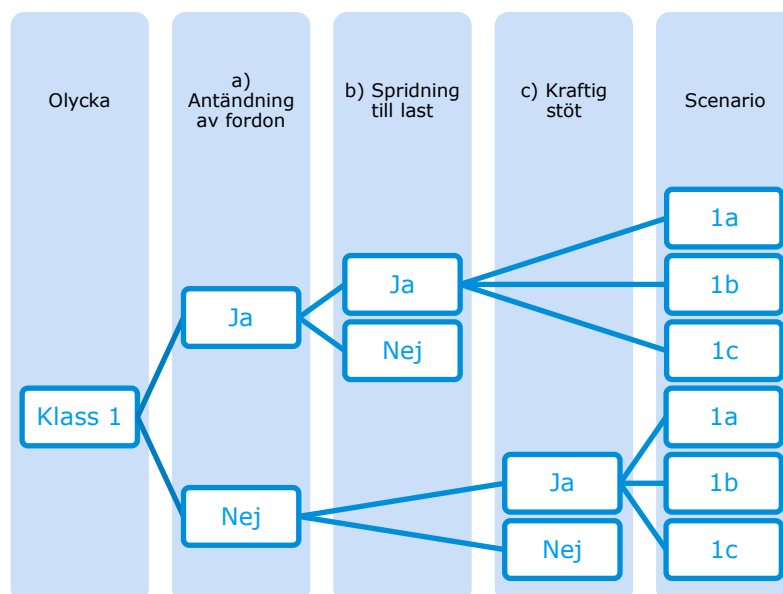 Olycka
a)
Antändning
av fordon
b) Spridning
till last
c) Kraftig
stöt
Scenario
1a
Ja
1b
Ja
Nej
1c
Klass 1
1a
Ja
1b
Nej
Nej
1c